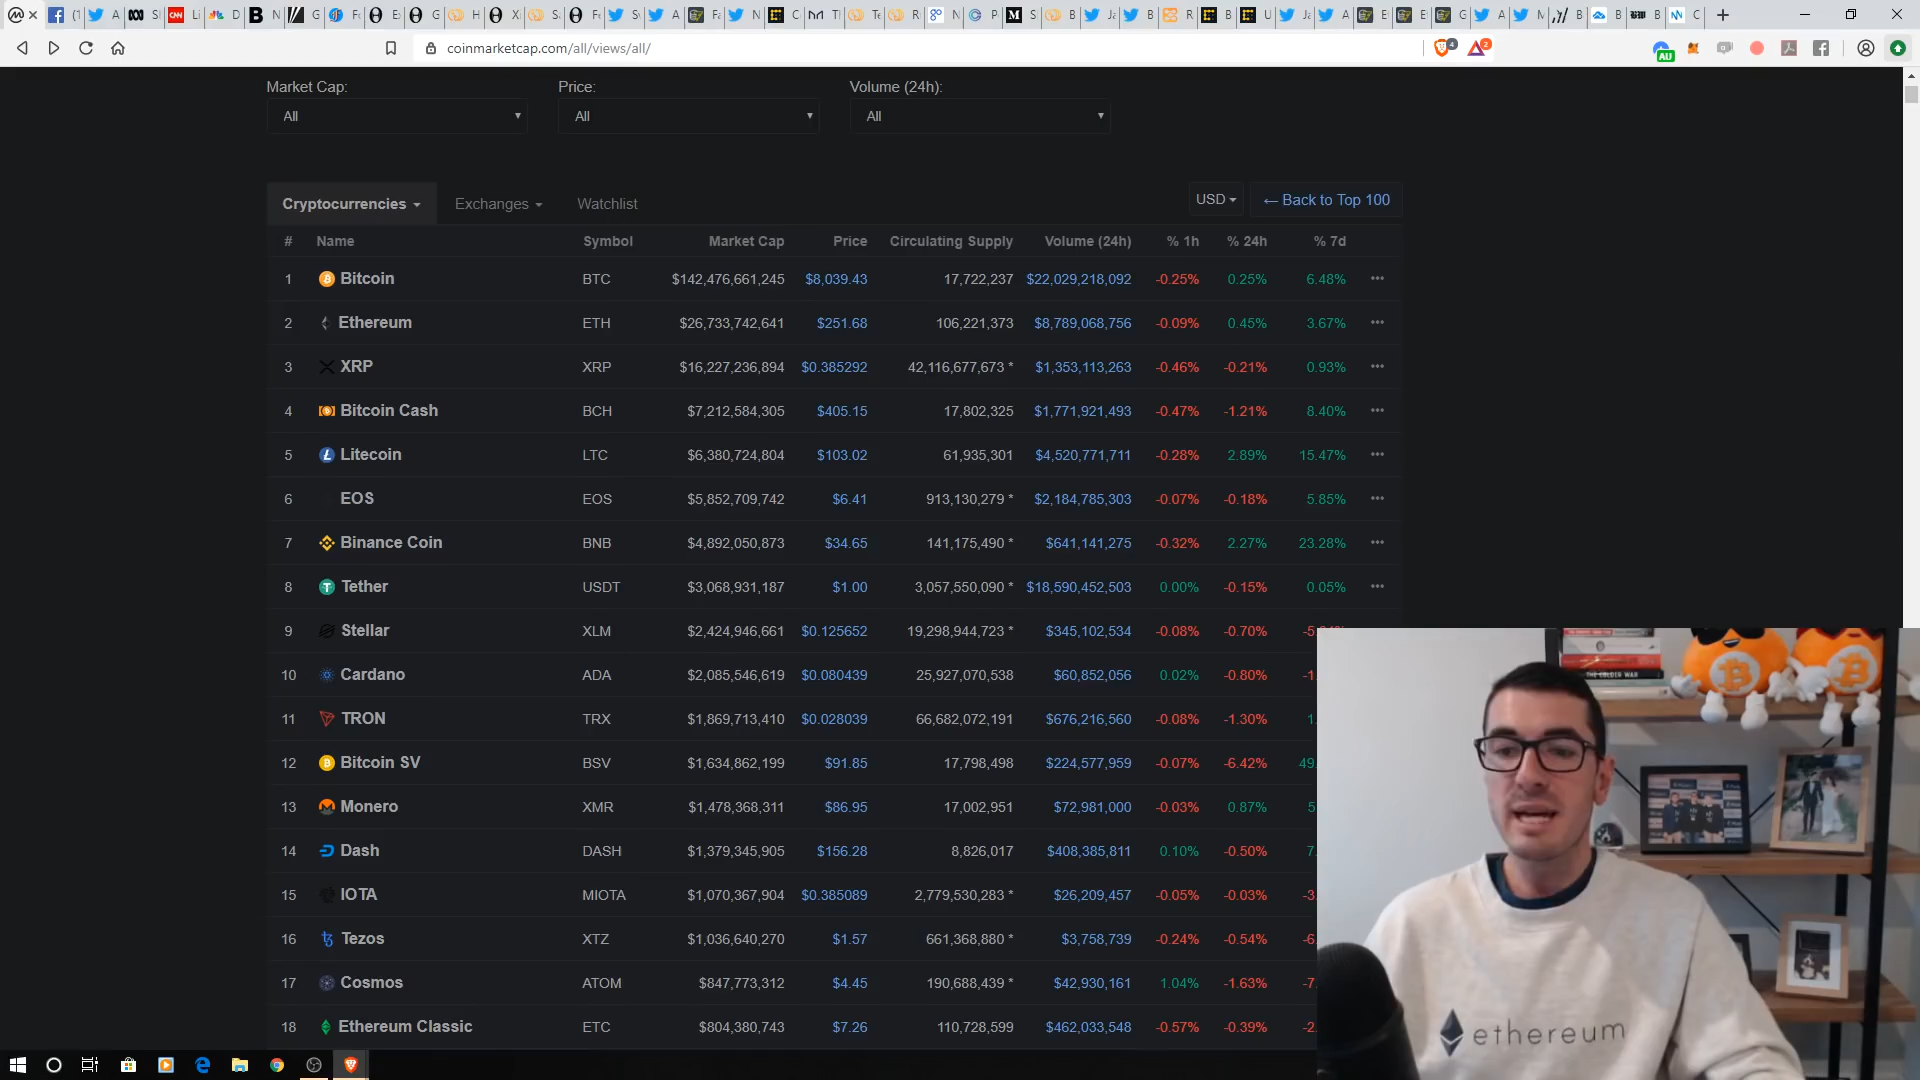 coinmarketcap.com/all/views/all/
4
2
AU
Market Cap: Price: Volume (24h):
All All All
Cryptocurrencies Exchanges Watchlist USD ← Back to Top 100
# Name Symbol Market Cap Price Circulating Supply Volume (24h) % 1h % 24h % 7d
1 Bitcoin BTC $142,476,661,245 $8,039.43 17,722,237 $22,029,218,092 -0.25% 0.25% 6.48%
2 Ethereum ETH $26,733,742,641 $251.68 106,221,373 $8,789,068,756 -0.09% 0.45% 3.67%
3 XRP XRP $16,227,236,894 $0.385292 42,116,677,673 * $1,353,113,263 -0.46% -0.21% 0.93%
4 Bitcoin Cash BCH $7,212,584,305 $405.15 17,802,325 $1,771,921,493 -0.47% -1.21% 8.40%
5 Litecoin LTC $6,380,724,804 $103.02 61,935,301 $4,520,771,711 -0.28% 2.89% 15.47%
6 EOS EOS $5,852,709,742 $6.41 913,130,279 * $2,184,785,303 -0.07% -0.18% 5.85%
7 Binance Coin BNB $4,892,050,873 $34.65 141,175,490 * $641,141,275 -0.32% 2.27% 23.28%
8 Tether USDT $3,068,931,187 $1.00 3,057,550,090 * $18,590,452,503 0.00% -0.15% 0.05%
9 Stellar XLM $2,424,946,661 $0.125652 19,298,944,723 * $345,102,534 -0.08% -0.70% -5
10 Cardano ADA $2,085,546,619 $0.080439 25,927,070,538 $60,852,056 0.02% -0.80% -1.
11 TRON TRX $1,869,713,410 $0.028039 66,682,072,191 $676,216,560 -0.08% -1.30% 1.
12 Bitcoin SV BSV $1,634,862,199 $91.85 17,798,498 $224,577,959 -0.07% -6.42% 49.
13 Monero XMR $1,478,368,311 $86.95 17,002,951 $72,981,000 -0.03% 0.87% 5
14 Dash DASH $1,379,345,905 $156.28 8,826,017 $408,385,811 0.10% -0.50% 7.
15 IOTA MIOTA $1,070,367,904 $0.385089 2,779,530,283 * $26,209,457 -0.05% -0.03% -3
16 Tezos XTZ $1,036,640,270 $1.57 661,368,880 * $3,758,739 -0.24% -0.54% -6.
17 Cosmos ATOM $847,773,312 $4.45 190,688,439 * $42,930,161 1.04% -1.63% -7.
18 Ethereum Classic ETC $804,380,743 $7.26 110,728,599 $462,033,548 -0.57% -0.39% -2.
ethereum